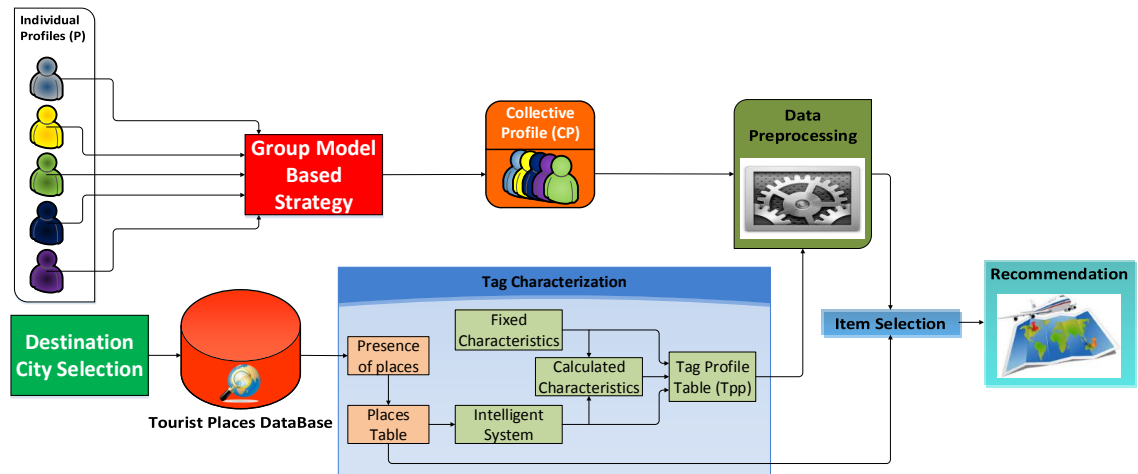 Individual
Profiles (P)
Group Model
Based
Strategy
Collective
Profile (CP)
Data
Preprocessing
Destination
City Selection
Tourist Places DataBase
Tag Characterization
Presence
of places
Places
Table
Fixed
Characteristics
Calculated
Characteristics
Intelligent
System
Tag Profile
Table (Tpp)
Item Selection
Recommendation